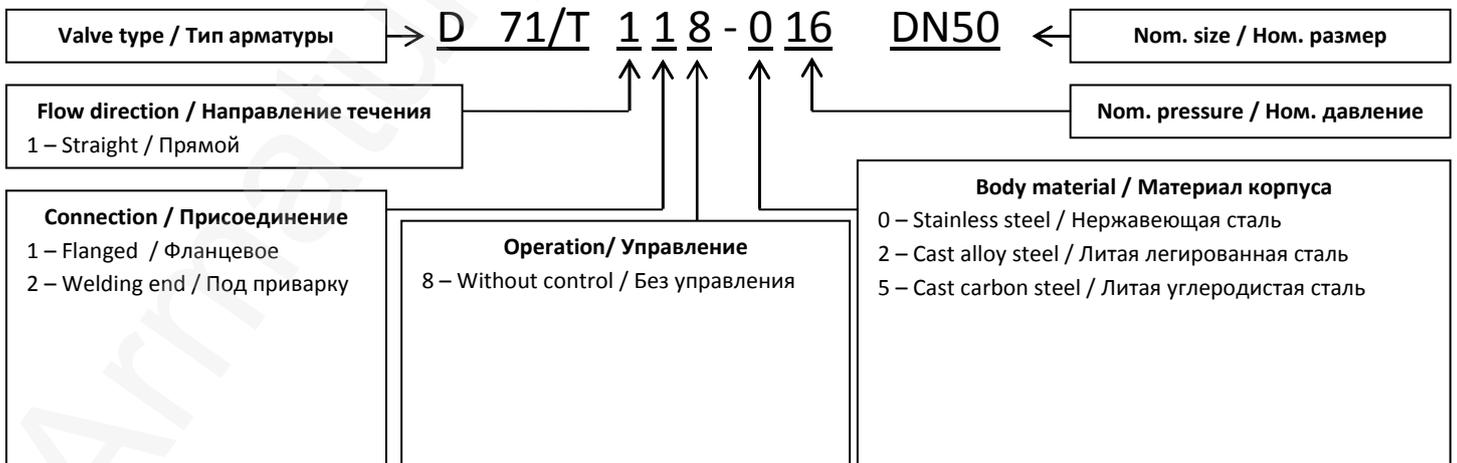 Valve type / Тип арматуры
D 71/T 1 1 8 - 0 16 DN50
Nom. size / Ном. размер
Flow direction / Направление течения
1 – Straight / Прямой
Nom. pressure / Ном. давление
Connection / Присоединение
1 – Flanged / Фланцевое
2 – Welding end / Под приварку
Operation/ Управление
8 – Without control / Без управления
Body material / Материал корпуса
0 – Stainless steel / Нержавеющая сталь
2 – Cast alloy steel / Литая легированная сталь
5 – Cast carbon steel / Литая углеродистая сталь